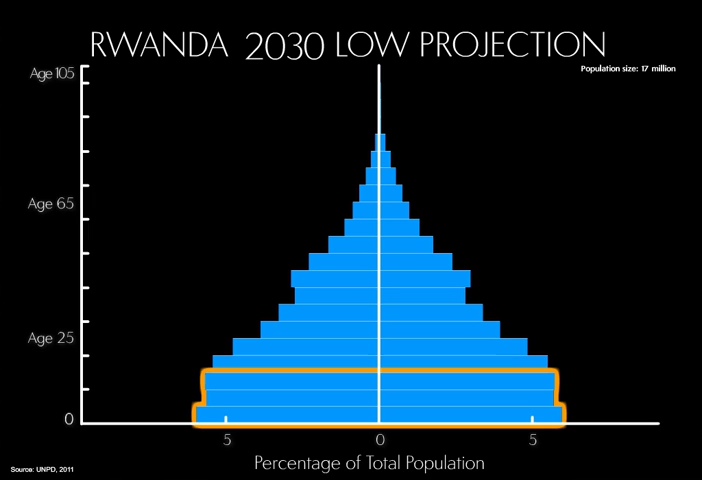 RWANDA 2030 LOW PROJECTION
Population size: 17 million
Age 105
Age 65
Age 25
0
5 0 5
Percentage of Total Population
Source: UNPD, 2011